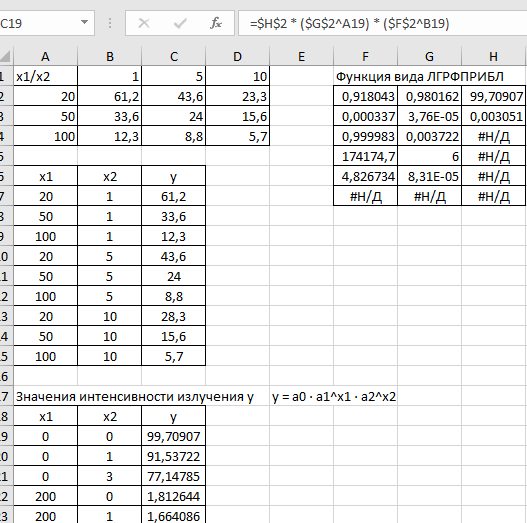 C19 =$H$2 * ($G$2^A19) * ($F$2^B19)
A B C D E F G H
1 x1/x2 1 5 10 Функция вида ЛГРФПРИБЛ
2 20 61,2 43,6 23,3 0,918043 0,980162 99,70907
3 50 33,6 24 15,6 0,000337 3,76E-05 0,003051
4 100 12,3 8,8 5,7 0,999983 0,003722 #Н/Д
5 174174,7 6 #Н/Д
6 x1 x2 y 4,826734 8,31E-05 #Н/Д
7 20 1 61,2 #Н/Д #Н/Д #Н/Д
8 50 1 33,6
9 100 1 12,3
10 20 5 43,6
11 50 5 24
12 100 5 8,8
13 20 10 28,3
14 50 10 15,6
15 100 10 5,7
16
17 Значения интенсивности излучения y y = a0 · a1^x1 · a2^x2
18 x1 x2 y
19 0 0 99,70907
20 0 1 91,53722
21 0 3 77,14785
22 200 0 1,812644
23 200 1 1,664086